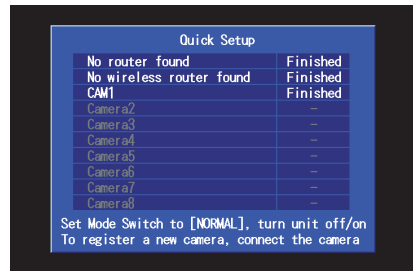 Quick Setup
No router found Finished
No wireless router found Finished
CAM1 Finished
Camera2 –
Camera3 –
Camera4 –
Camera5 –
Camera6 –
Camera7 –
Camera8 –
Set Mode Switch to [NORMAL], turn unit off/on
To register a new camera, connect the camera